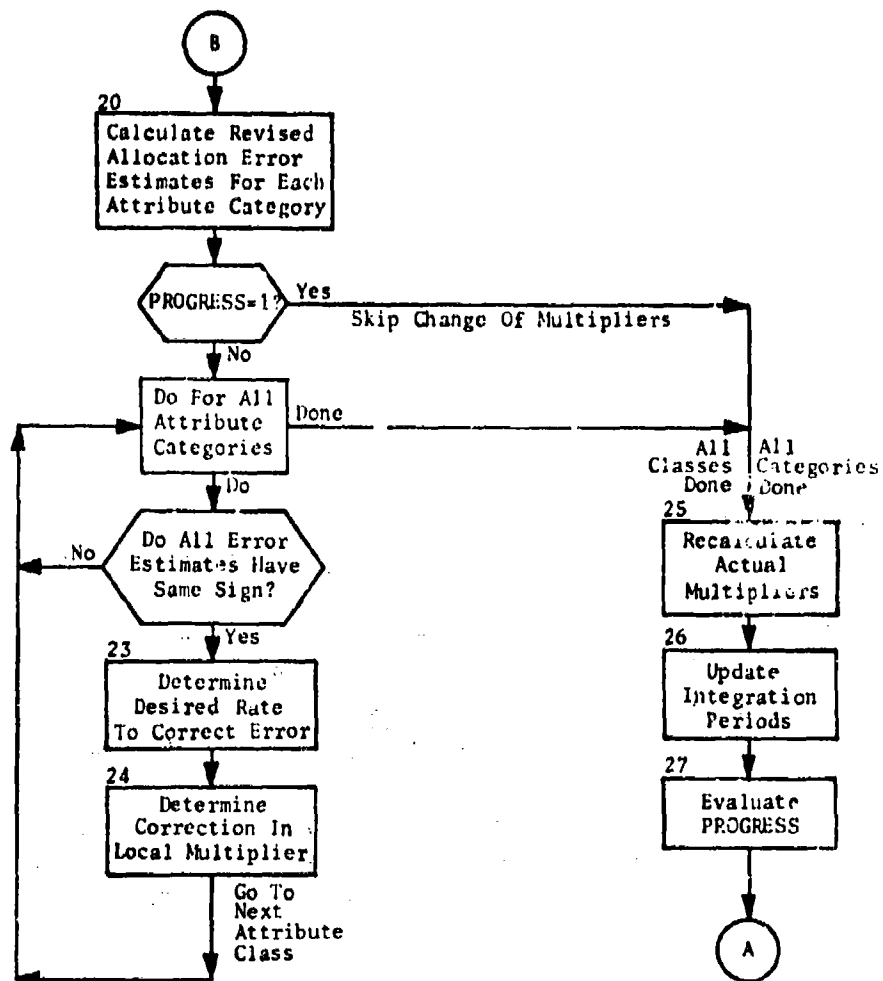 B
20
Calculate Revised
Allocation Error
Estimates For Each
Attribute Category
PROGRESS=1?
Yes
Skip Change Of Multipliers
No
Do For All
Attribute
Categories
Done
Do
Do All Error
Estimates Have
Same Sign?
No
Yes
23
Determine
Desired Rate
To Correct Error
24
Determine
Correction In
Local Multiplier
Go To
Next
Attribute
Class
All
Classes
Done
All
Categories
Done
25
Recalculate
Actual
Multipliers
26
Update
Integration
Periods
27
Evaluate
PROGRESS
A